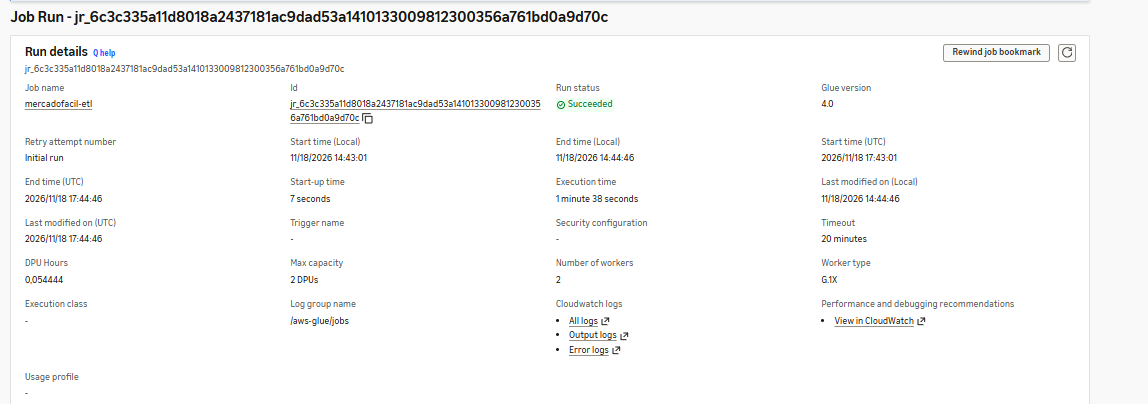 Job Run - jr_6c3c335a11d8018a2437181ac9dad53a1410133009812300356a761bd0a9d70c
Run details Q help
Rewind job bookmark
jr_6c3c335a11d8018a2437181ac9dad53a1410133009812300356a761bd0a9d70c
Job name
mercadofacil-etl
Id
jr_6c3c335a11d8018a2437181ac9dad53a141013300981230035
6a761bd0a9d70c
Run status
Succeeded
Glue version
4.0
Retry attempt number
Initial run
Start time (Local)
11/18/2026 14:43:01
End time (Local)
11/18/2026 14:44:46
Start time (UTC)
2026/11/18 17:43:01
End time (UTC)
2026/11/18 17:44:46
Start-up time
7 seconds
Execution time
1 minute 38 seconds
Last modified on (Local)
11/18/2026 14:44:46
Last modified on (UTC)
2026/11/18 17:44:46
Trigger name
-
Security configuration
-
Timeout
20 minutes
DPU Hours
0,054444
Max capacity
2 DPUs
Number of workers
2
Worker type
G.1X
Execution class
-
Log group name
/aws-glue/jobs
Cloudwatch logs
• All logs
• Output logs
• Error logs
Performance and debugging recommendations
• View in CloudWatch
Usage profile
-